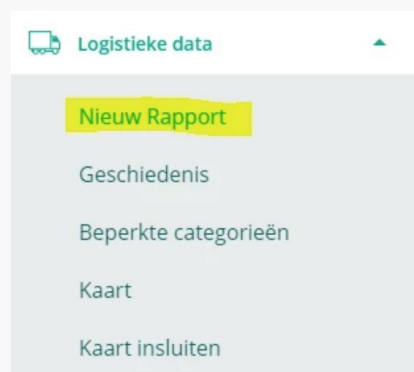 Logistieke data
Nieuw Rapport
Geschiedenis
Beperkte categorieën
Kaart
Kaart insluiten